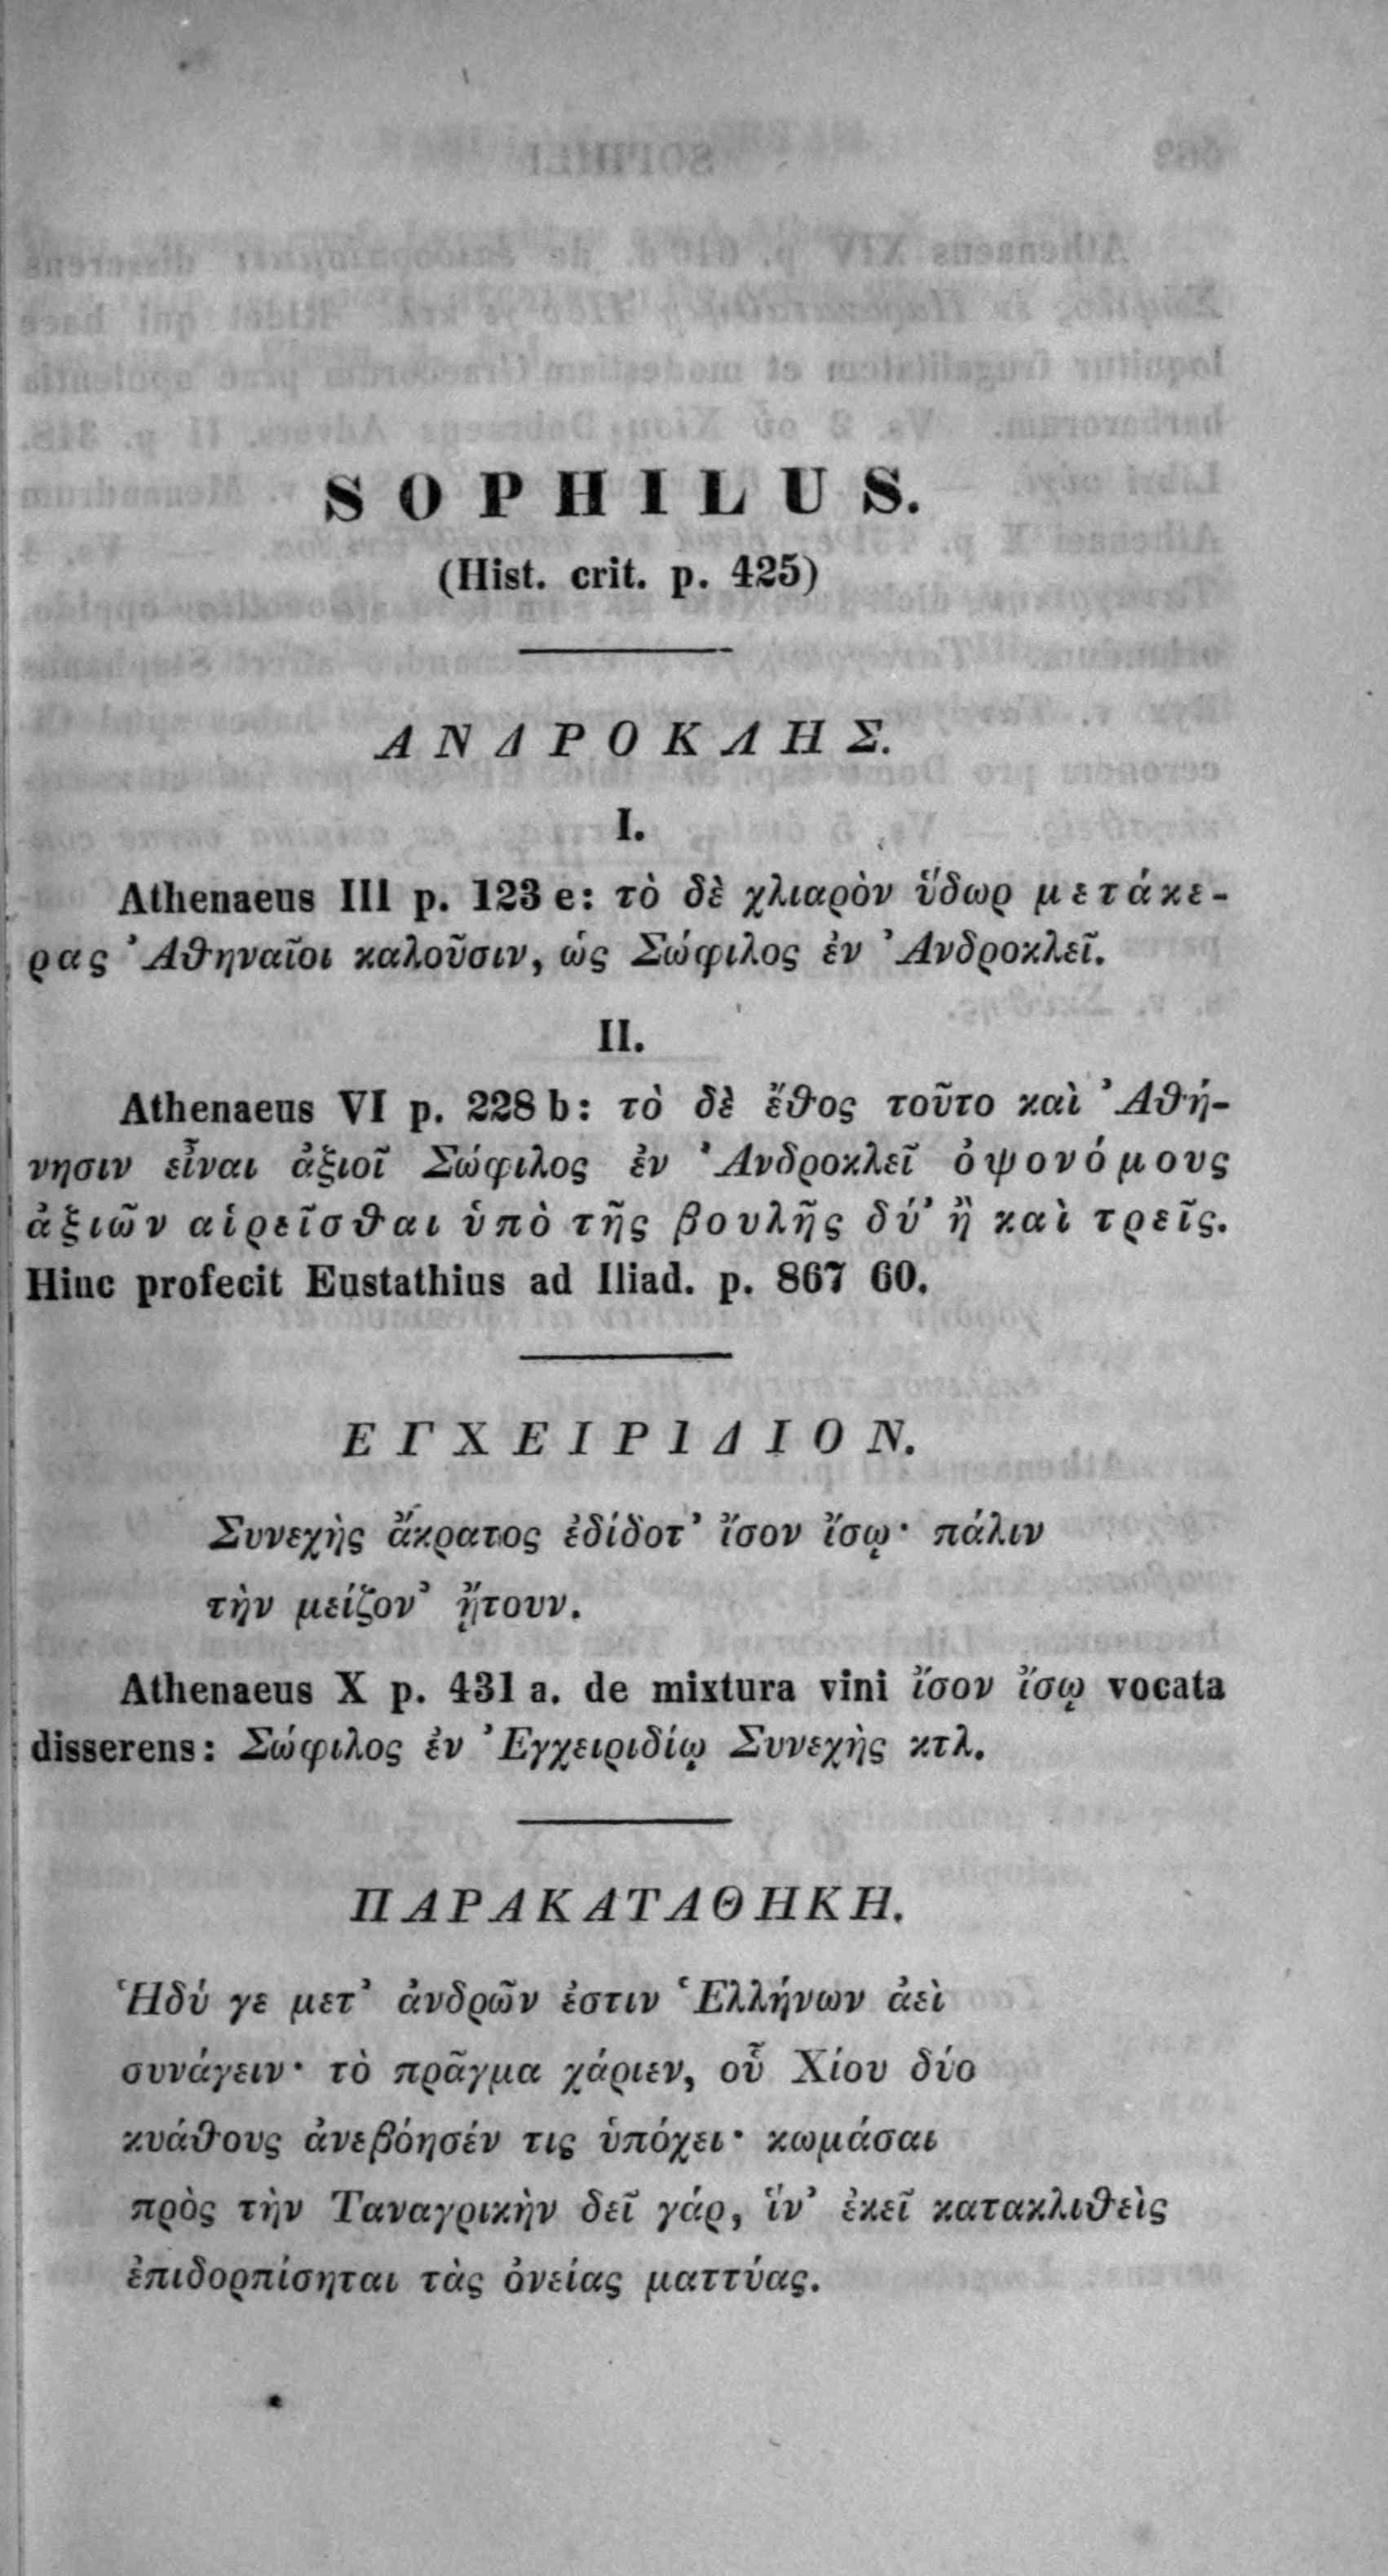 SOPHILUS.
(Hist. crit. p. 425)
ΑΝΔΡΟΚΛΗΣ.
I.
Athenaeus III p. 123 e: τὸ δὲ χλιαρὸν ὕδωρ μετάκε-
ρας Ἀθηναῖοι καλοῦσιν, ὡς Σώφιλος ἐν Ἀνδροκλεῖ.
II.
Athenaeus VI p. 228 b: τὸ δὲ ἔθος τοῦτο καὶ Ἀθή-
νησιν εἶναι ἀξιοῖ Σώφιλος ἐν Ἀνδροκλεῖ ὀψονόμους
ἀξιῶν αἱρεῖσθαι ὑπὸ τῆς βουλῆς δύ’ ἢ καὶ τρεῖς.
Hinc profecit Eustathius ad Iliad. p. 867 60.
ΕΓΧΕΙΡΙΔΙΟΝ.
Συνεχὴς ἄκρατος ἐδίδοτ’ ἴσον ἴσῳ· πάλιν
τὴν μείζον’ ᾔτουν.
Athenaeus X p. 431 a. de mixtura vini ἴσον ἴσῳ vocata
disserens: Σώφιλος ἐν Ἐγχειριδίῳ Συνεχὴς κτλ.
ΠΑΡΑΚΑΤΑΘΗΚΗ.
Ἡδύ γε μετ’ ἀνδρῶν ἐστιν Ἑλλήνων ἀεὶ
συνάγειν· τὸ πρᾶγμα χάριεν, οὗ Χίου δύο
κυάθους ἀνεβόησέν τις ὑπόχει· κωμάσαι
πρὸς τὴν Ταναγρικὴν δεῖ γάρ, ἵν’ ἐκεῖ κατακλιθεὶς
ἐπιδορπίσηται τὰς ὀνείας ματτύας.